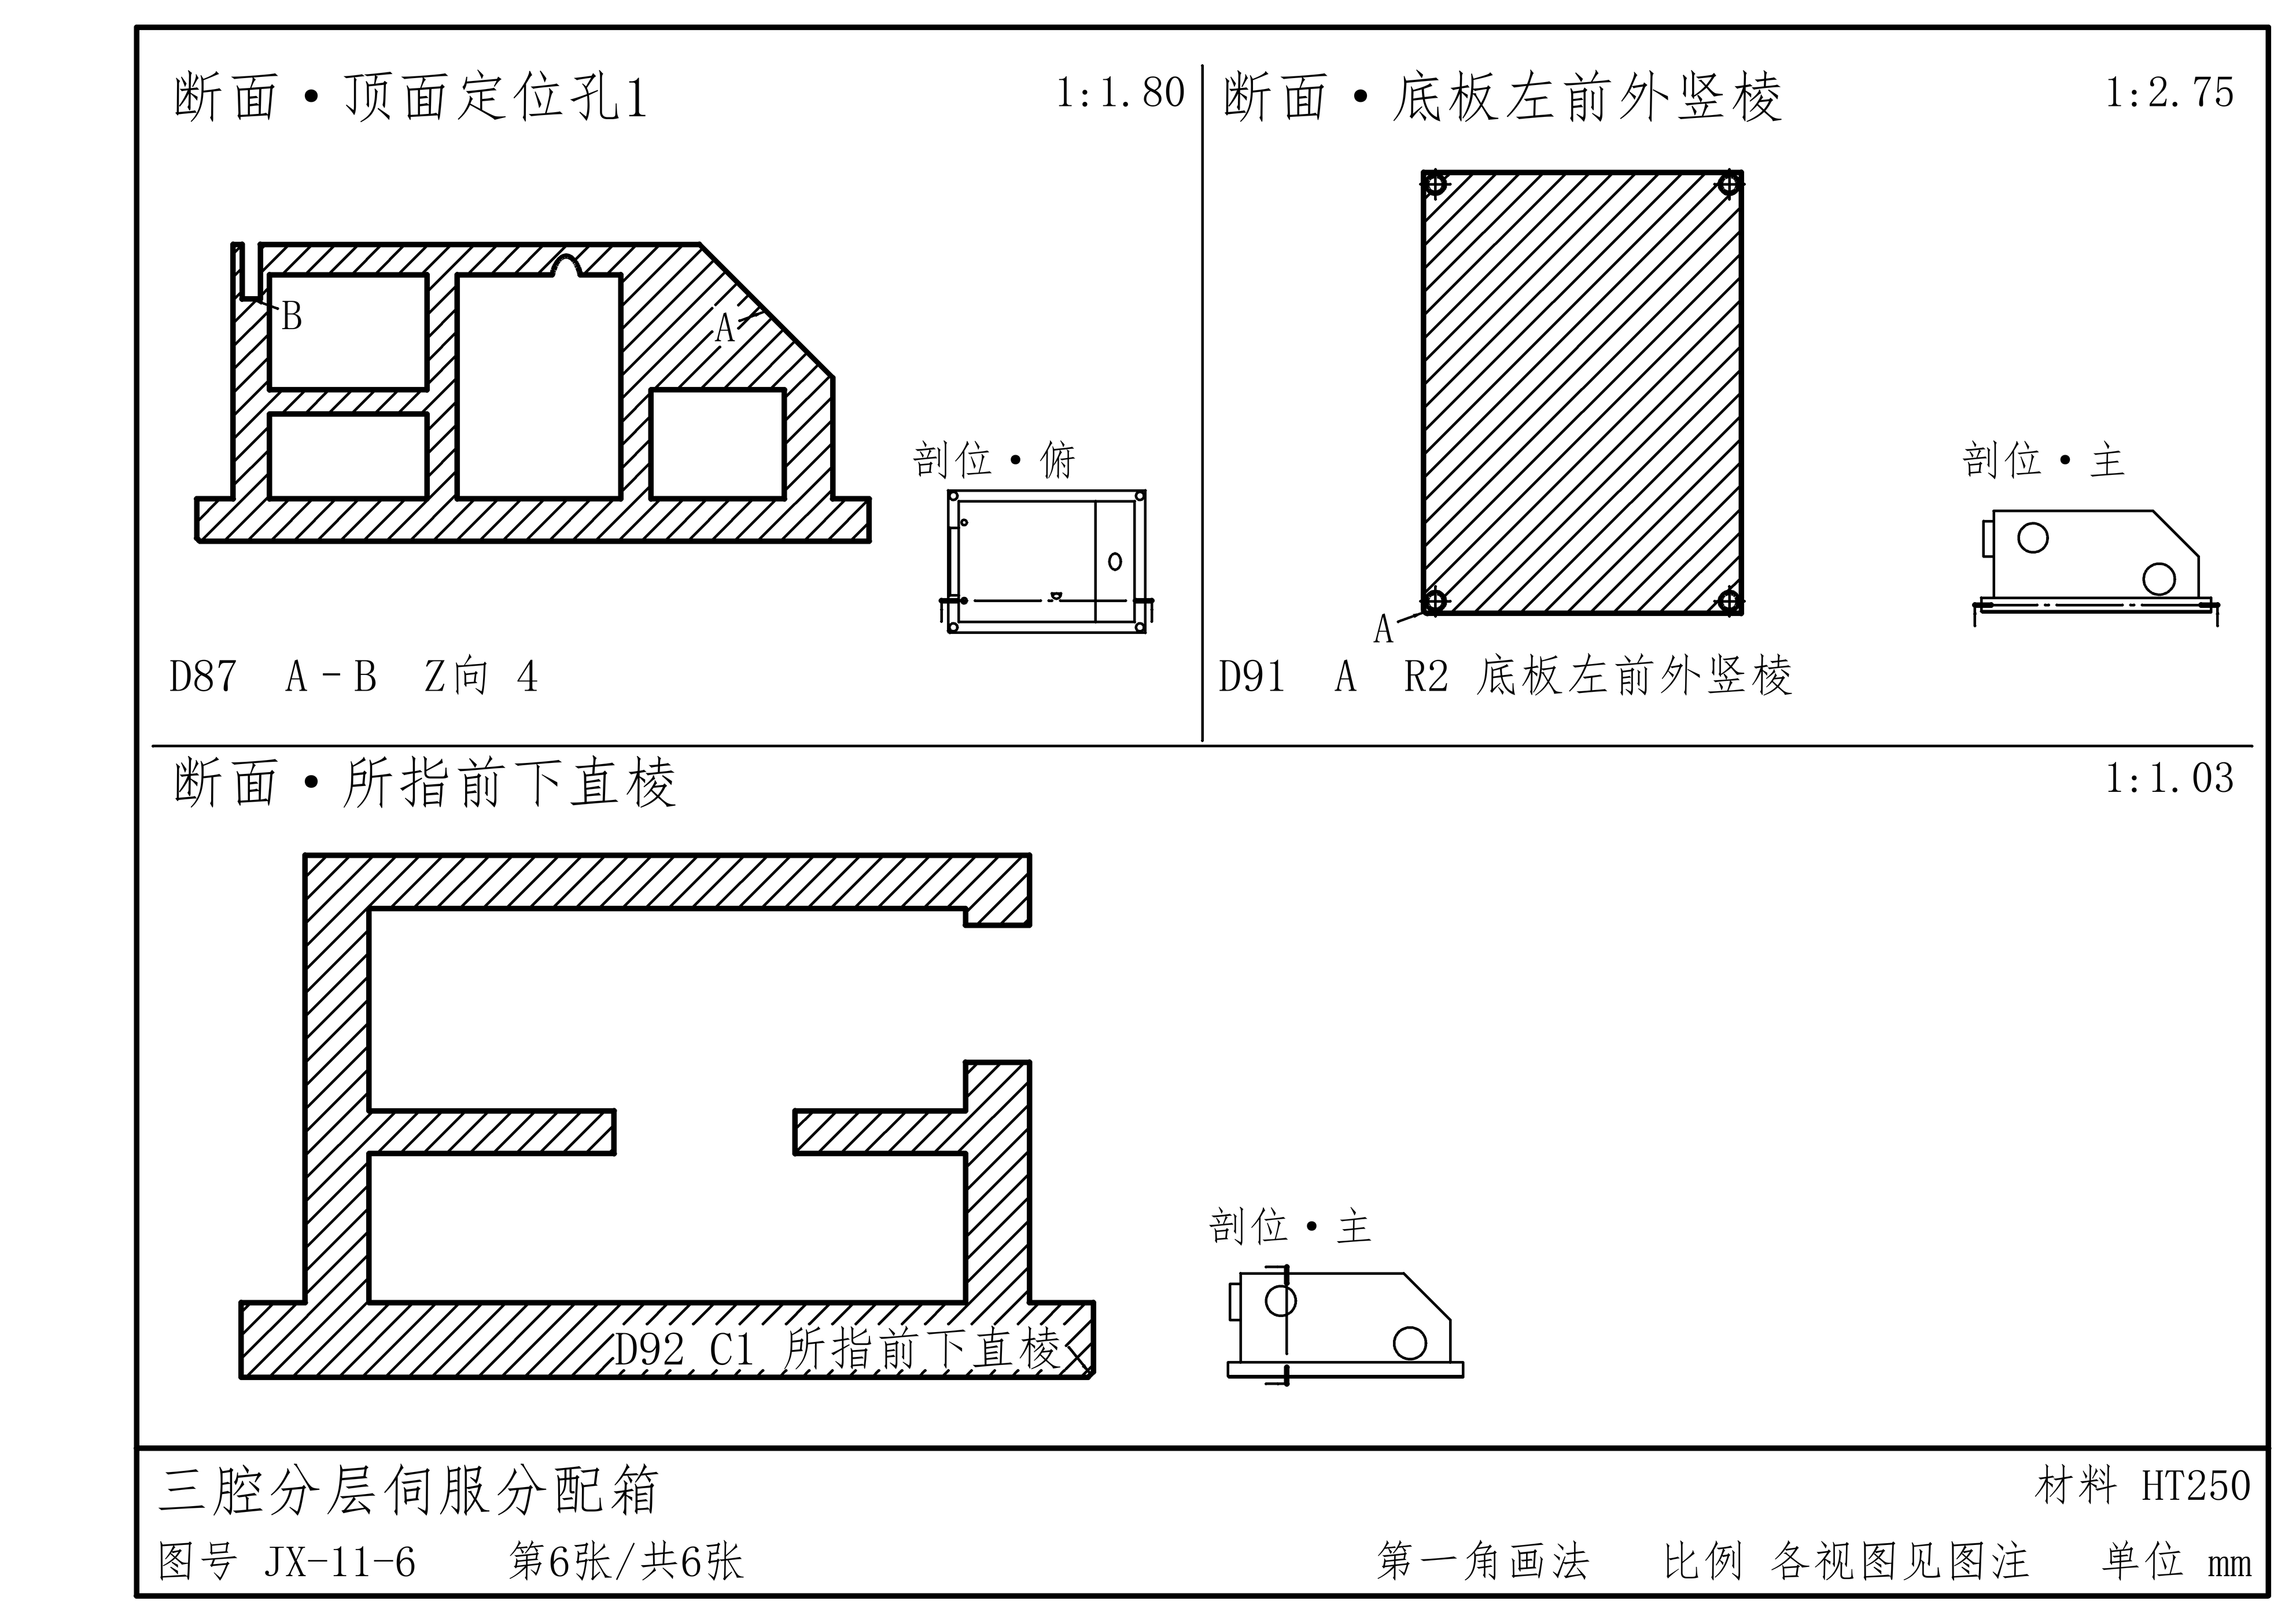 断面·顶面定位孔1 1:1.80
B
A
剖位·俯
D87 A-B Z向 4
断面·底板左前外竖棱 1:2.75
剖位·主
A
D91 A R2 底板左前外竖棱
断面·所指前下直棱 1:1.03
剖位·主
D92 C1 所指前下直棱
三腔分层伺服分配箱 材料 HT250
图号 JX-11-6 第6张/共6张 第一角画法 比例 各视图见图注 单位 mm